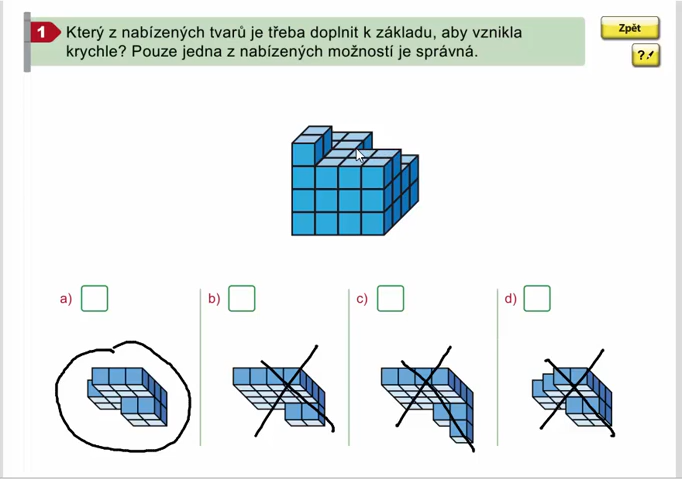 1 Který z nabízených tvarů je třeba doplnit k základu, aby vznikla
krychle? Pouze jedna z nabízených možností je správná.
Zpět
?
a)
b)
c)
d)